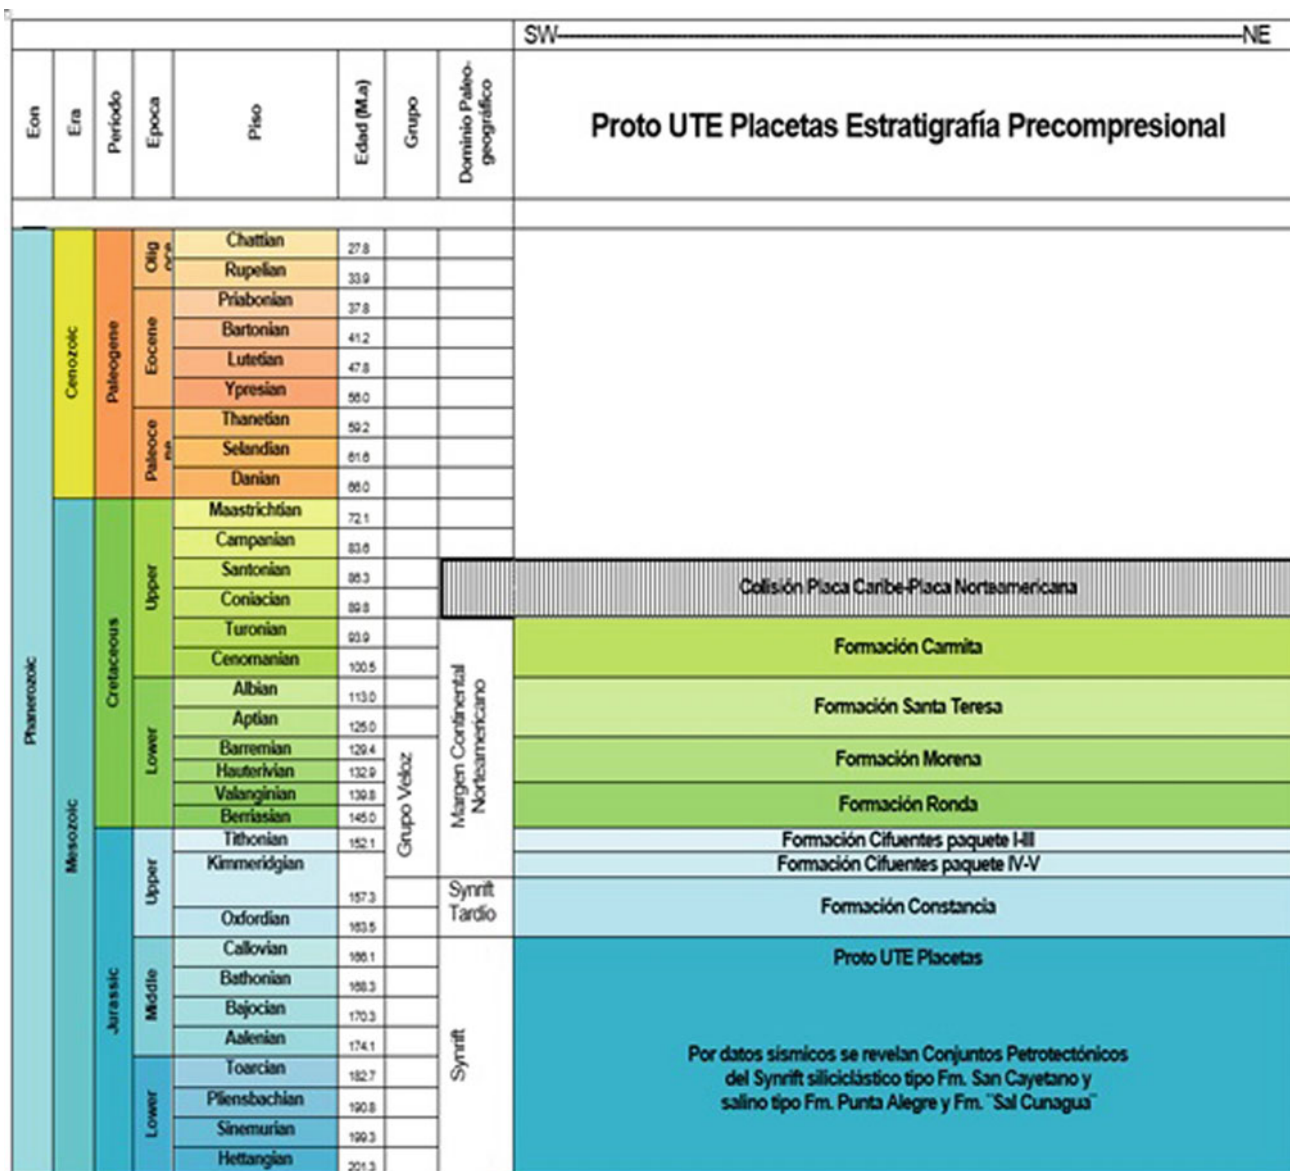 SW NE
Eon
Era
Período
Epoca
Piso
Edad (M.a)
Grupo
Dominio Paleo-
geográfico
Proto UTE Placetas Estratigrafía Precompresional
Phanerozoic
Cenozoic
Mesozoic
Paleogene
Cretaceous
Jurassic
Olig
oce
Eocene
Paleoce
ne
Upper
Lower
Upper
Middle
Lower
Chattian 27.8
Rupelian 33.9
Priabonian 37.8
Bartonian 41.2
Lutetian 47.8
Ypresian 56.0
Thanetian 59.2
Selandian 61.6
Danian 66.0
Maastrichtian 72.1
Campanian 83.6
Santonian 86.3
Coniacian 89.8
Turonian 93.9
Cenomanian 100.5
Albian 113.0
Aptian 125.0
Barremian 129.4
Hauterivian 132.9
Valanginian 139.8
Berriasian 145.0
Tithonian 152.1
Kimmeridgian 157.3
Oxfordian 163.5
Callovian 166.1
Bathonian 168.3
Bajocian 170.3
Aalenian 174.1
Toarcian 182.7
Pliensbachian 190.8
Sinemurian 199.3
Hettangian 201.3
Grupo Veloz
Margen Continental
Norteamericano
Synrift
Tardío
Synrift
Colisión Placa Caribe-Placa Norteamericana
Formación Carmita
Formación Santa Teresa
Formación Morena
Formación Ronda
Formación Cifuentes paquete I-III
Formación Cifuentes paquete IV-V
Formación Constancia
Proto UTE Placetas
Por datos sísmicos se revelan Conjuntos Petrotectónicos
del Synrift siliciclástico tipo Fm. San Cayetano y
salino tipo Fm. Punta Alegre y Fm. ¨Sal Cunagua¨